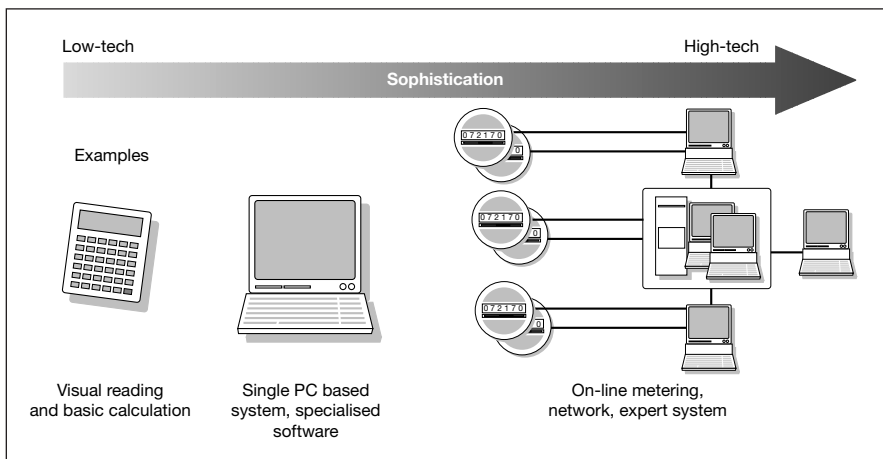 Low-tech
High-tech
Sophistication
Examples
072170
0
072170
0
072170
0
Visual reading
and basic calculation
Single PC based
system, specialised
software
On-line metering,
network, expert system